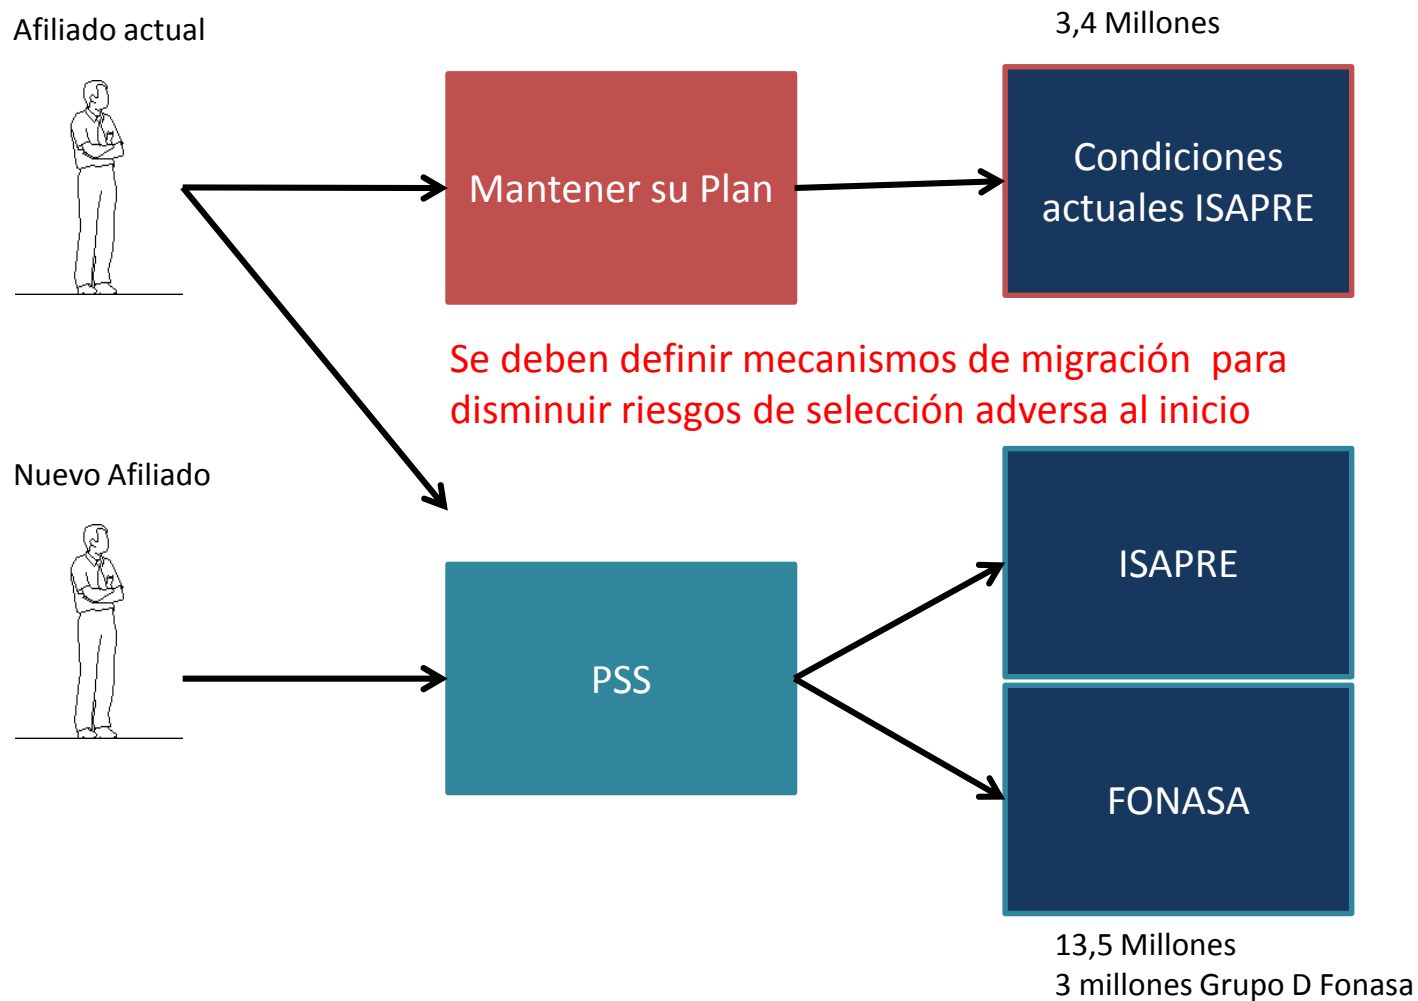 Afiliado actual
3,4 Millones
Mantener su Plan
Condiciones
actuales ISAPRE
Se deben definir mecanismos de migración  para
disminuir riesgos de selección adversa al inicio
Nuevo Afiliado
ISAPRE
PSS
FONASA
13,5 Millones
3 millones Grupo D Fonasa